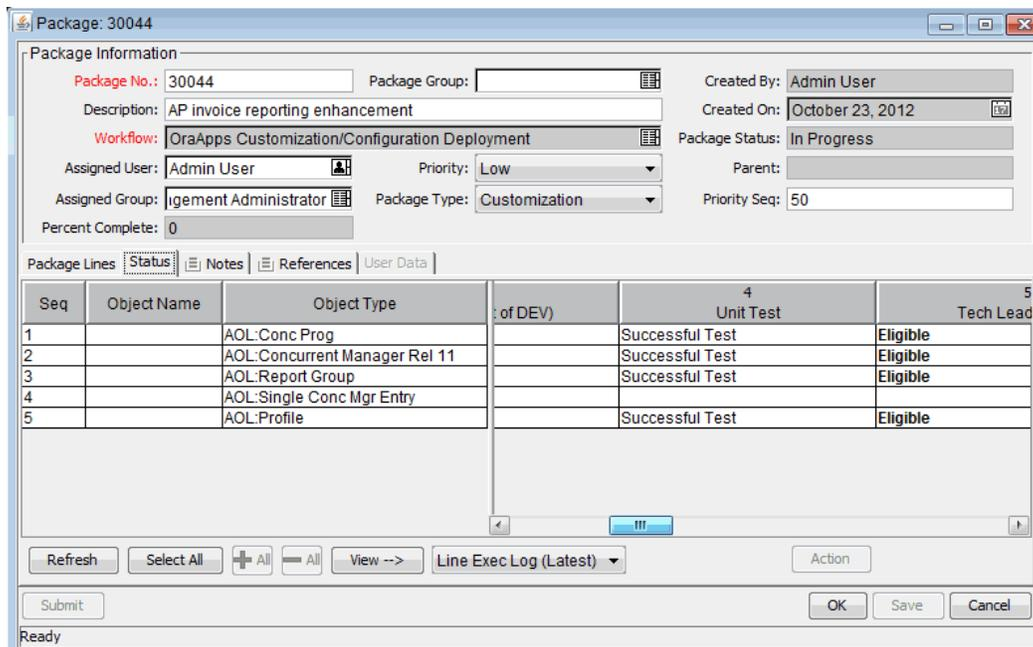 Package: 30044
Package Information
Package No.: 30044 Package Group: Created By: Admin User
Description: AP invoice reporting enhancement Created On: October 23, 2012
Workflow: OraApps Customization/Configuration Deployment Package Status: In Progress
Assigned User: Admin User Priority: Low Parent:
Assigned Group: ıgement Administrator Package Type: Customization Priority Seq: 50
Percent Complete: 0
Package Lines Status Notes References User Data
Seq Object Name Object Type : of DEV) 4 Unit Test 5 Tech Lead
1 AOL:Conc Prog Successful Test Eligible
2 AOL:Concurrent Manager Rel 11 Successful Test Eligible
3 AOL:Report Group Successful Test Eligible
4 AOL:Single Conc Mgr Entry
5 AOL:Profile Successful Test Eligible
Refresh Select All All All View --> Line Exec Log (Latest) Action
Submit OK Save Cancel
Ready